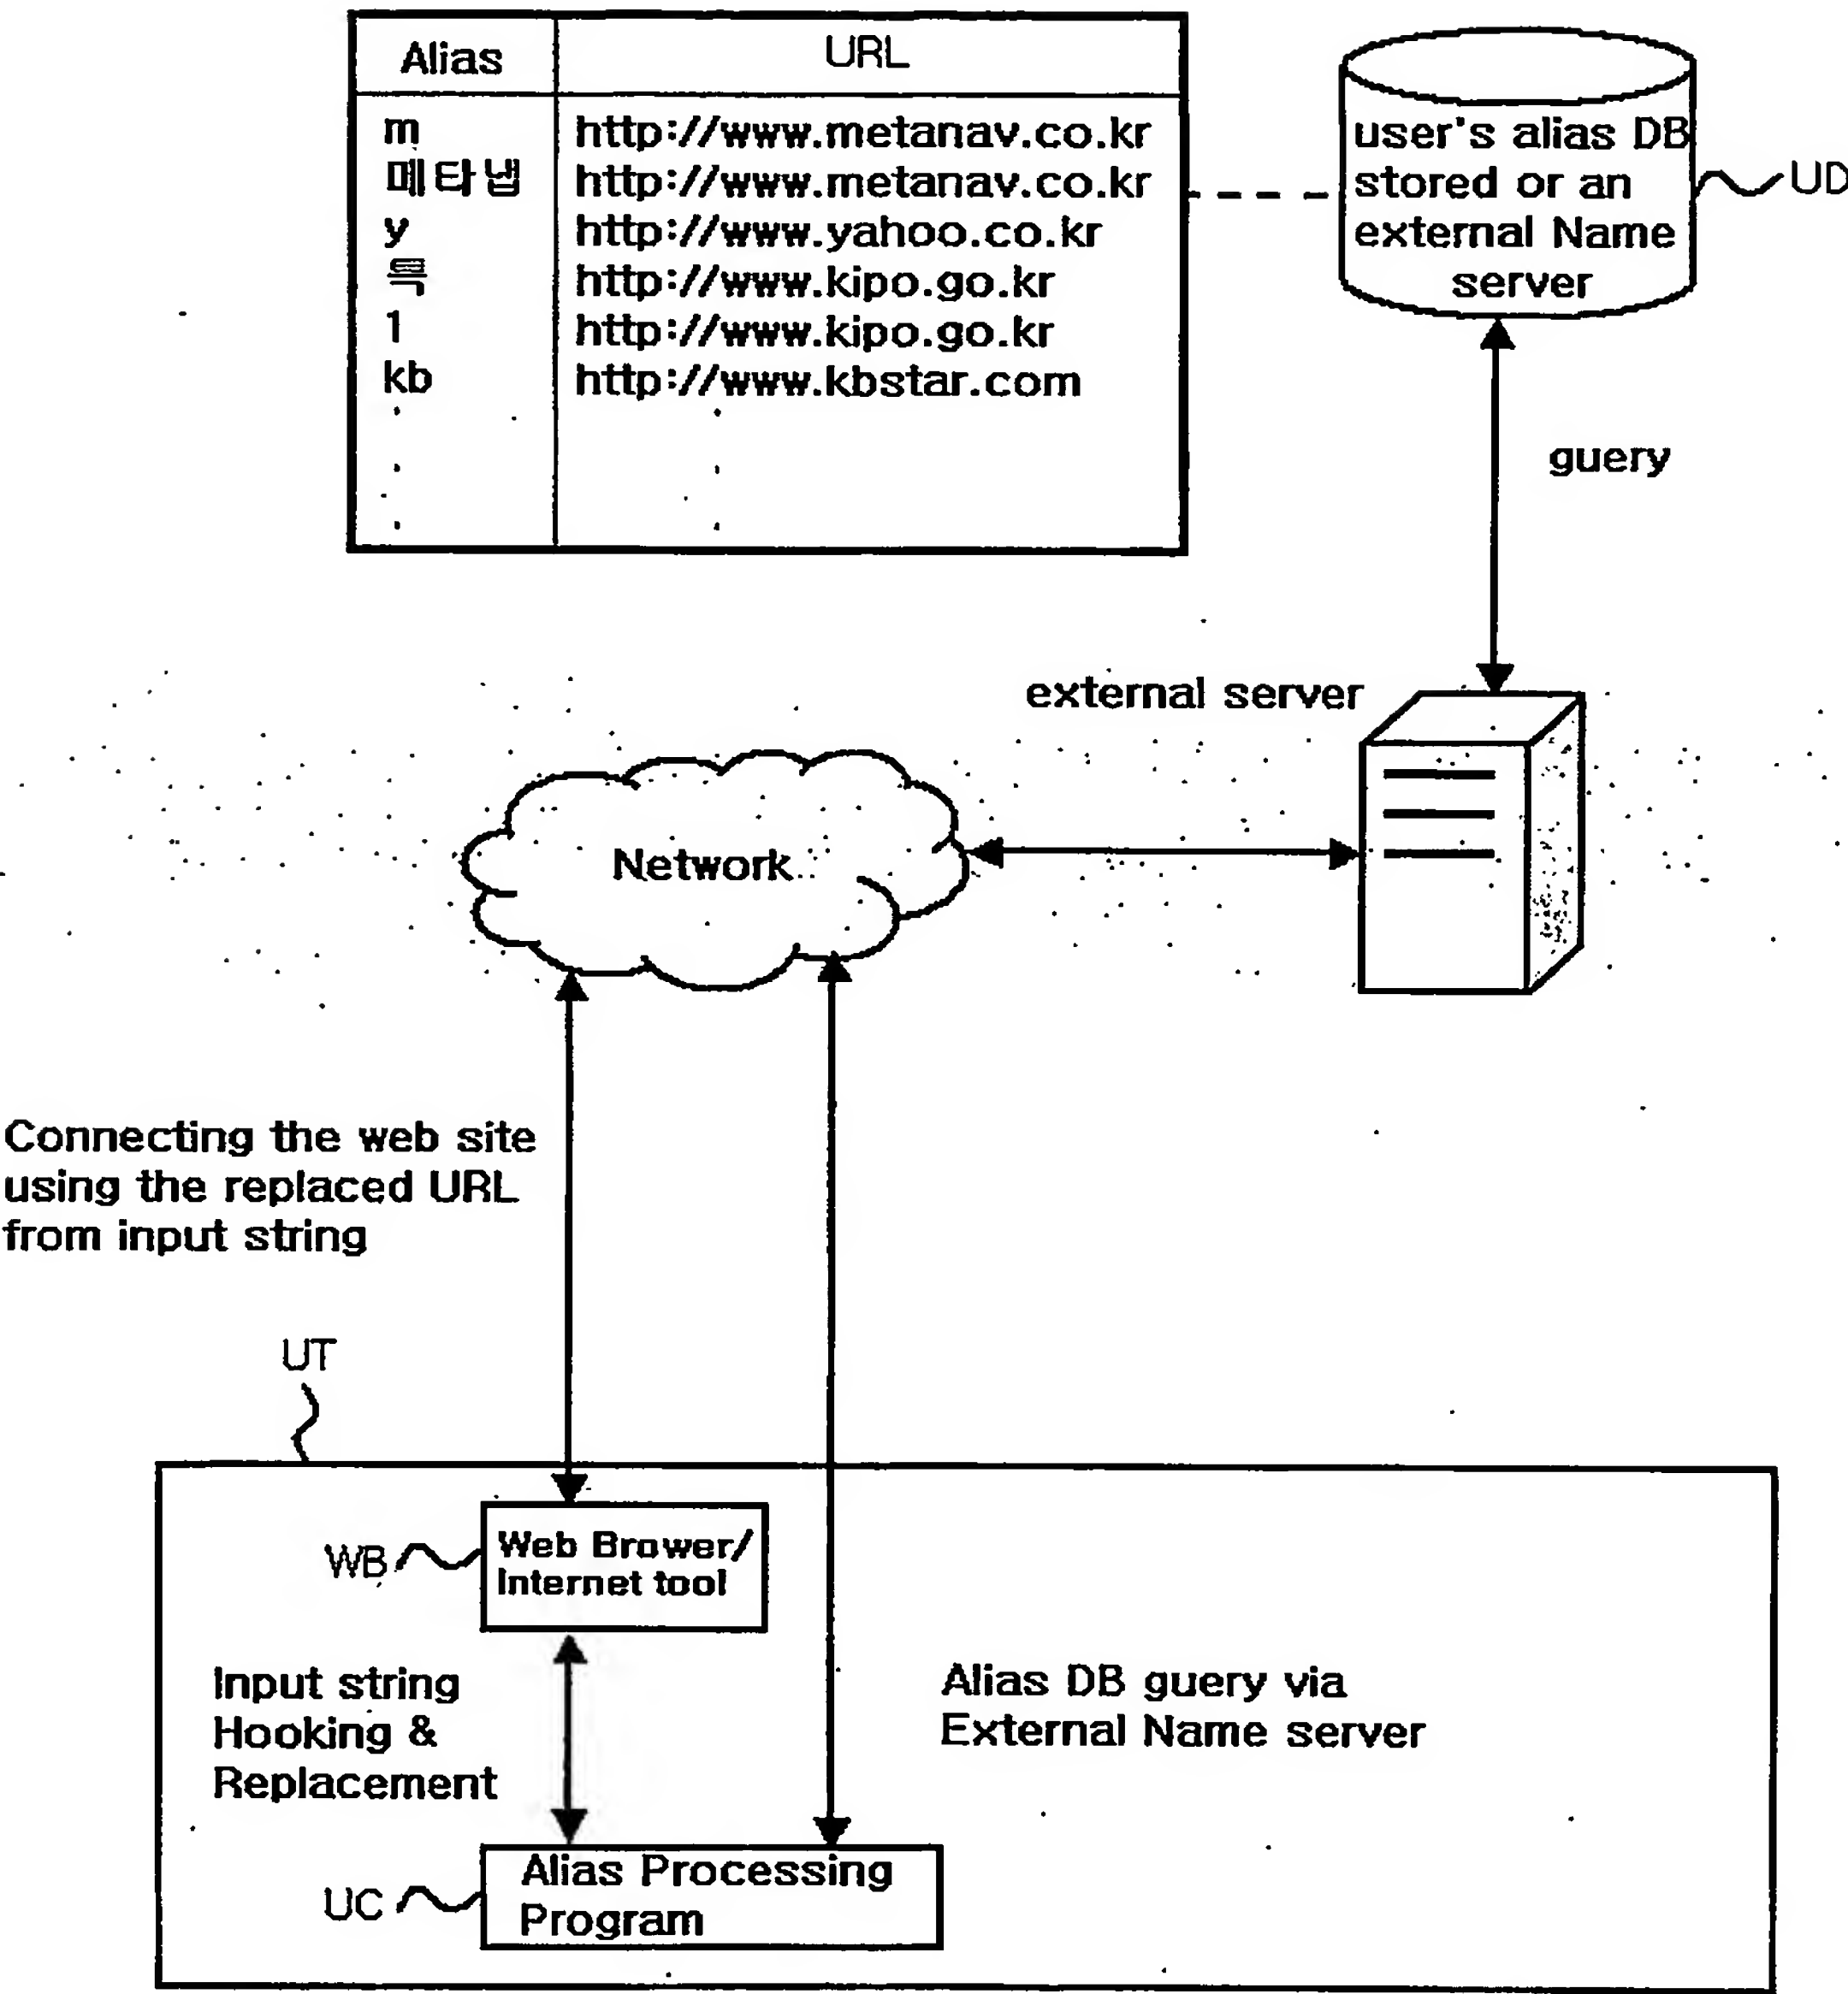 Alias URL
m http://www.metanav.co.kr
메타냅 http://www.metanav.co.kr
y http://www.yahoo.co.kr
특 http://www.kipo.go.kr
1 http://www.kipo.go.kr
kb http://www.kbstar.com
user's alias DB
stored or an
external Name
server
UD
guery
external server
Network
Connecting the web site
using the replaced URL
from input string
UT
WB
Web Brower/
Internet tool
Input string
Hooking &
Replacement
Alias DB guery via
External Name server
UC
Alias Processing
Program